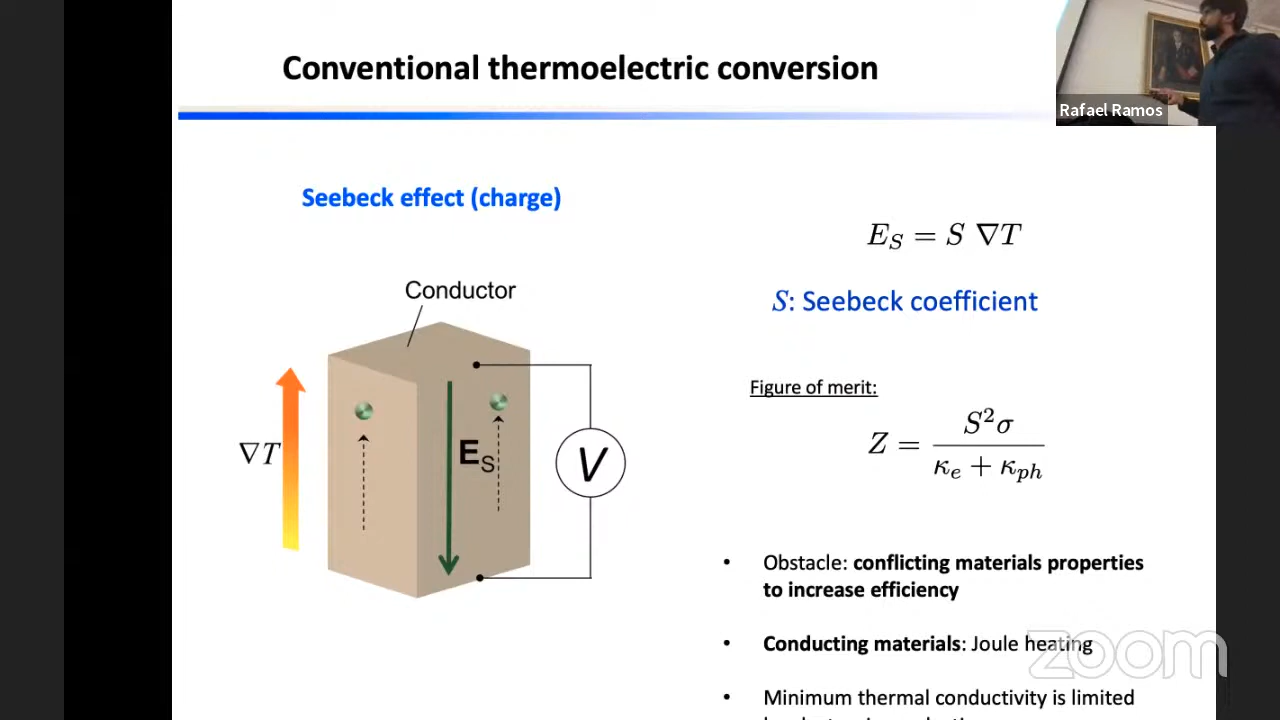 Conventional thermoelectric conversion
Rafael Ramos
Seebeck effect (charge)
E_S = S ∇T
S: Seebeck coefficient
Conductor
∇T
E_S
V
Figure of merit:
Z = S²σ / (κ_e + κ_ph)
• Obstacle: conflicting materials properties
to increase efficiency
• Conducting materials: Joule heating
zoom
• Minimum thermal conductivity is limited